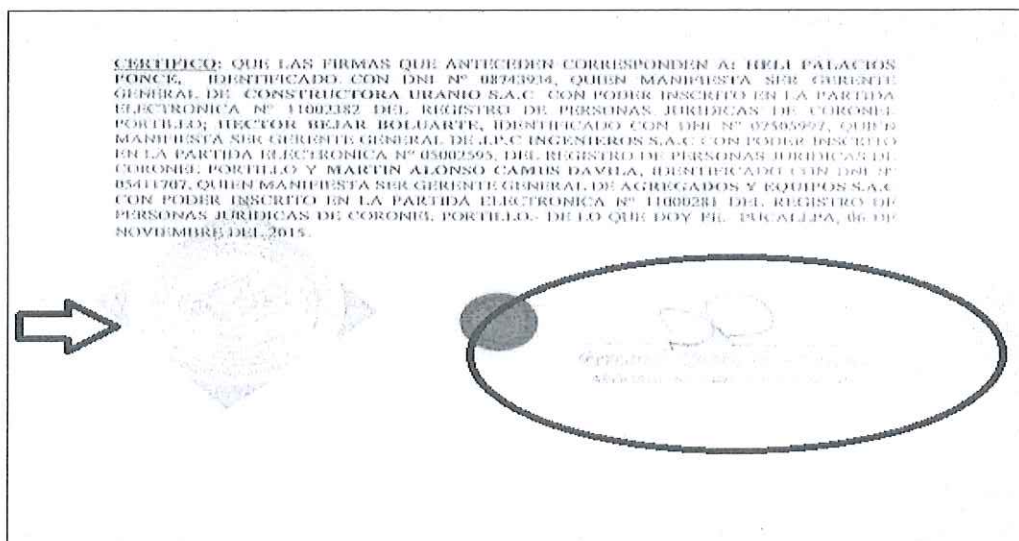 CERTIFICO: QUE LAS FIRMAS QUE ANTECEDEN CORRESPONDEN A: HELI PALACIOS
PONCE, IDENTIFICADO CON DNI Nº 08743934, QUIEN MANIFIESTA SER GERENTE
GENERAL DE CONSTRUCTORA URANIO S.A.C CON PODER INSCRITO EN LA PARTIDA
ELECTRONICA Nº 11002382 DEL REGISTRO DE PERSONAS JURIDICAS DE CORONEL
PORTILLO; HECTOR BEJAR BOLUARTE, IDENTIFICADO CON DNI Nº 07505997, QUIEN
MANIFIESTA SER GERENTE GENERAL DE J.P.C INGENIEROS S.A.C CON PODER INSCRITO
EN LA PARTIDA ELECTRONICA Nº 05002595, DEL REGISTRO DE PERSONAS JURIDICAS DE
CORONEL PORTILLO Y MARTIN ALONSO CAMUS DAVILA, IDENTIFICADO CON DNI Nº
05411707, QUIEN MANIFIESTA SER GERENTE GENERAL DE AGREGADOS Y EQUIPOS S.A.C
CON PODER INSCRITO EN LA PARTIDA ELECTRONICA Nº 11000281 DEL REGISTRO DE
PERSONAS JURIDICAS DE CORONEL PORTILLO.- DE LO QUE DOY FE.- PUCALLPA, 06 DE
NOVIEMBRE DEL 2015.